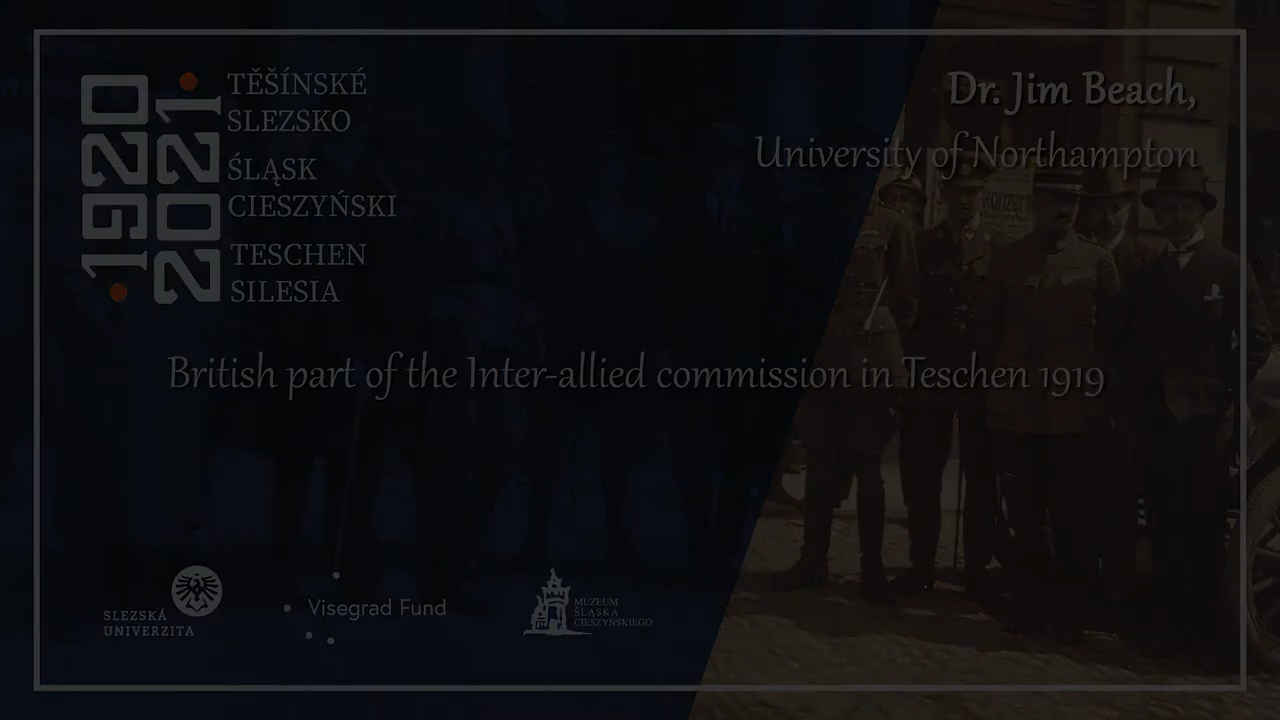 1920
2021
TĚŠÍNSKÉ
SLEZSKO
ŚLĄSK
CIESZYŃSKI
TESCHEN
SILESIA
Dr. Jim Beach,
University of Northampton
British part of the Inter-allied commission in Teschen 1919
SLEZSKÁ
UNIVERZITA
Visegrad Fund
MUZEUM
ŚLĄSKA
CIESZYŃSKIEGO